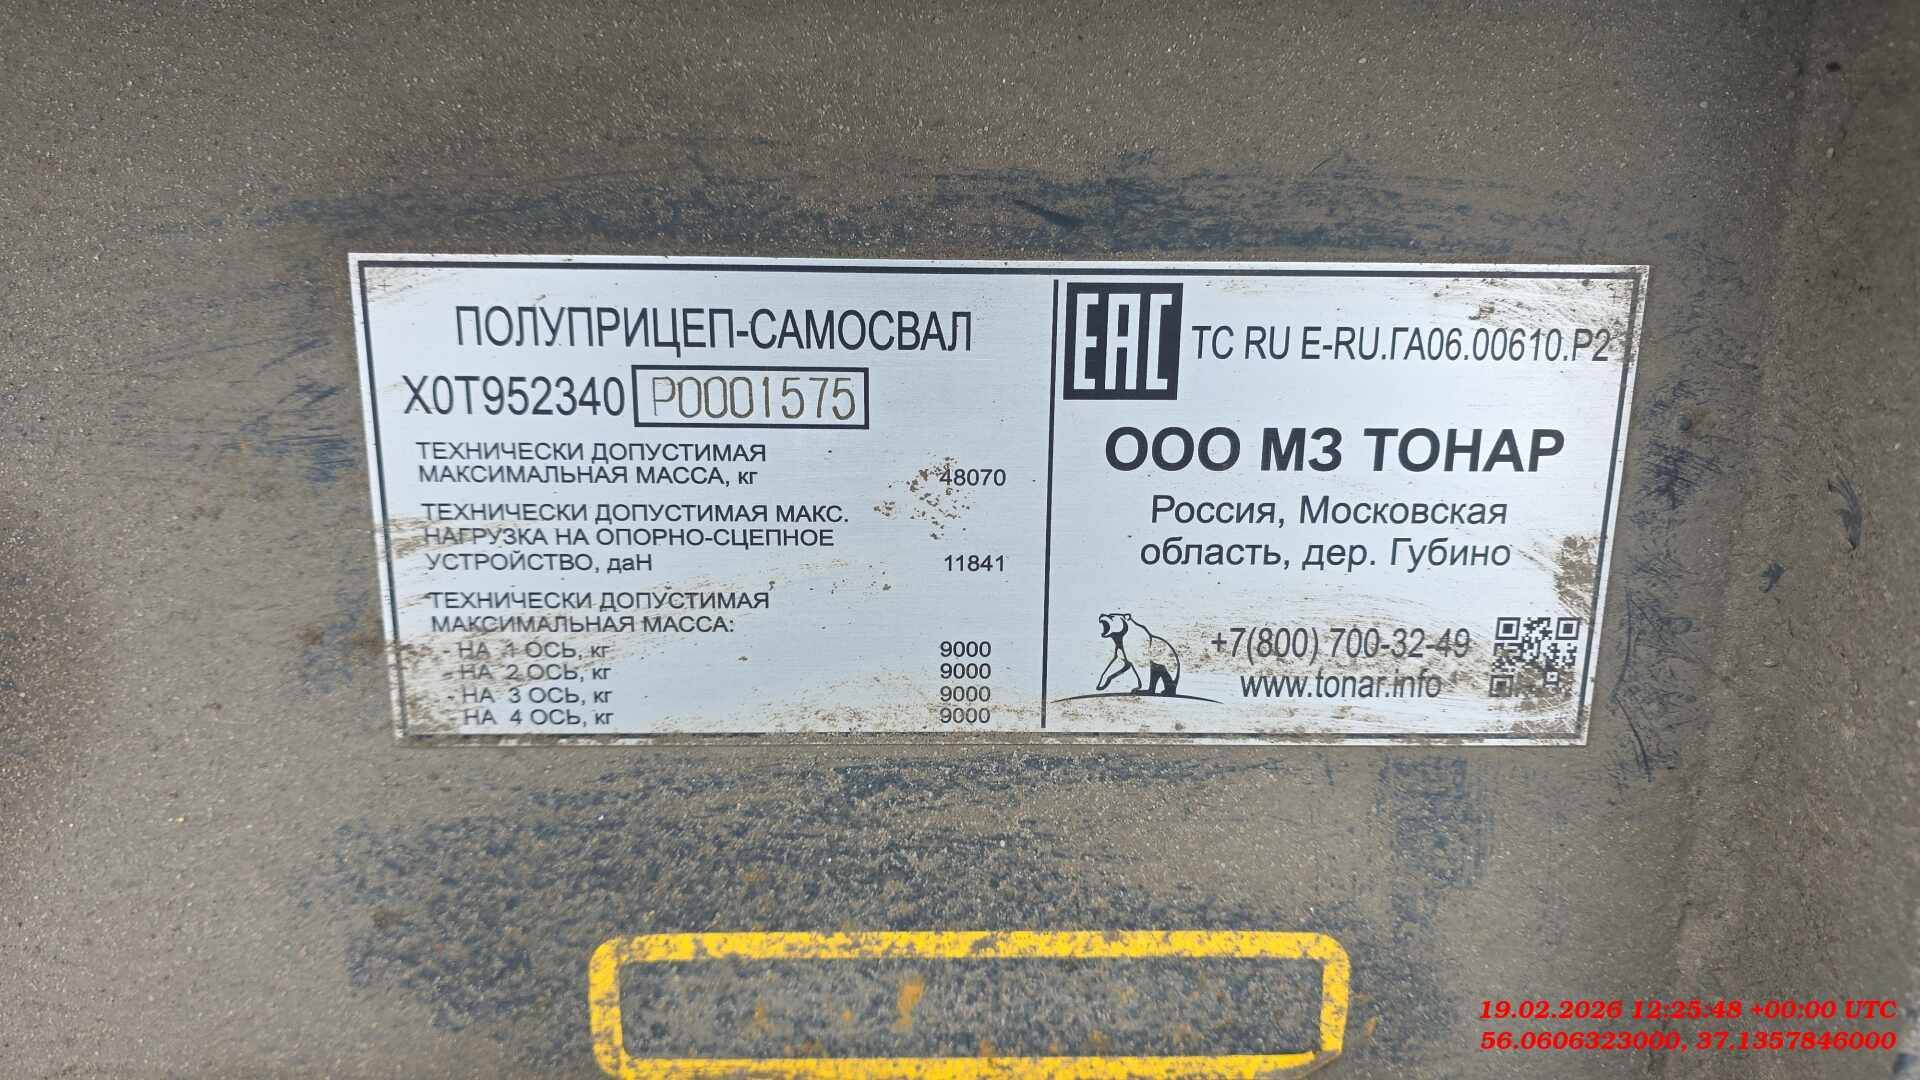 ПОЛУПРИЦЕП-САМОСВАЛ
X0T952340 P0001575
ТЕХНИЧЕСКИ ДОПУСТИМАЯ
МАКСИМАЛЬНАЯ МАССА, кг 48070
ТЕХНИЧЕСКИ ДОПУСТИМАЯ МАКС.
НАГРУЗКА НА ОПОРНО-СЦЕПНОЕ
УСТРОЙСТВО, даН 11841
ТЕХНИЧЕСКИ ДОПУСТИМАЯ
МАКСИМАЛЬНАЯ МАССА:
- НА 1 ОСЬ, кг 9000
- НА 2 ОСЬ, кг 9000
- НА 3 ОСЬ, кг 9000
- НА 4 ОСЬ, кг 9000
EAC ТС RU E-RU.ГА06.00610.P2
ООО МЗ ТОНАР
Россия, Московская
область, дер. Губино
+7(800) 700-32-49
www.tonar.info
19.02.2026 12:25:48 +00:00 UTC
56.0606323000, 37.1357846000